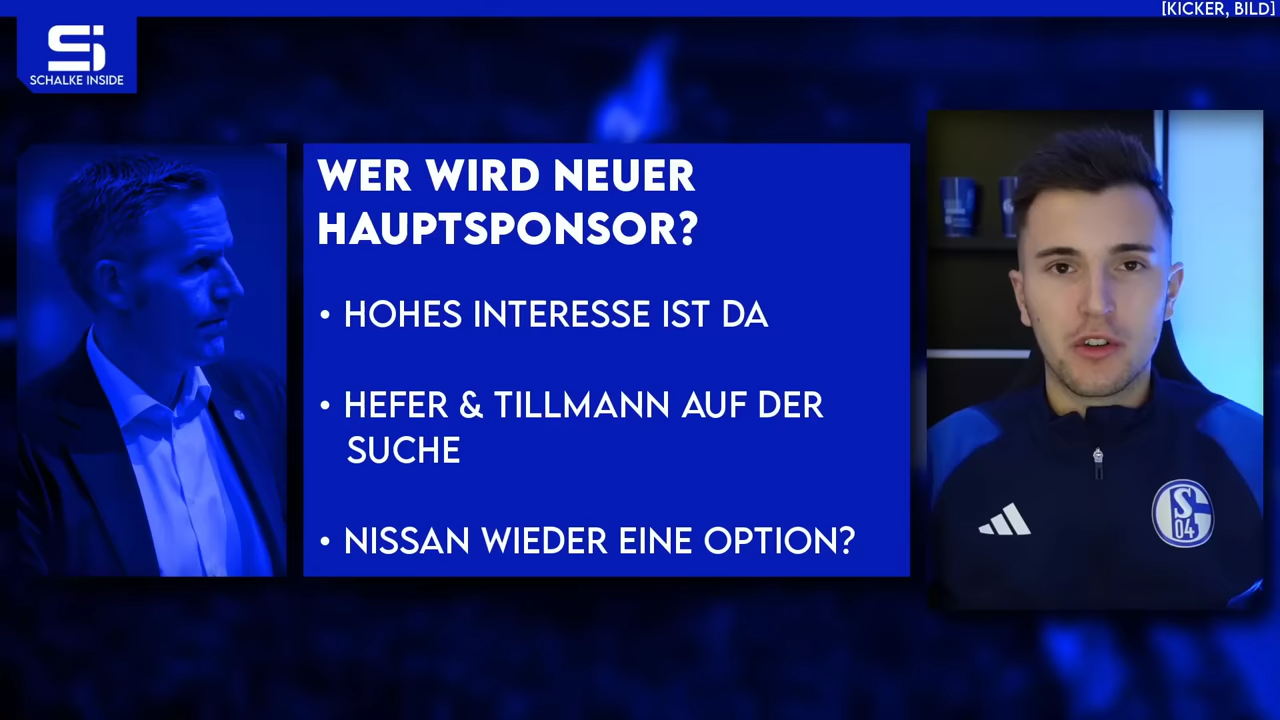 [KICKER, BILD]
SCHALKE INSIDE
WER WIRD NEUER
HAUPTSPONSOR?
• HOHES INTERESSE IST DA
• HEFER & TILLMANN AUF DER
SUCHE
• NISSAN WIEDER EINE OPTION?
S
04